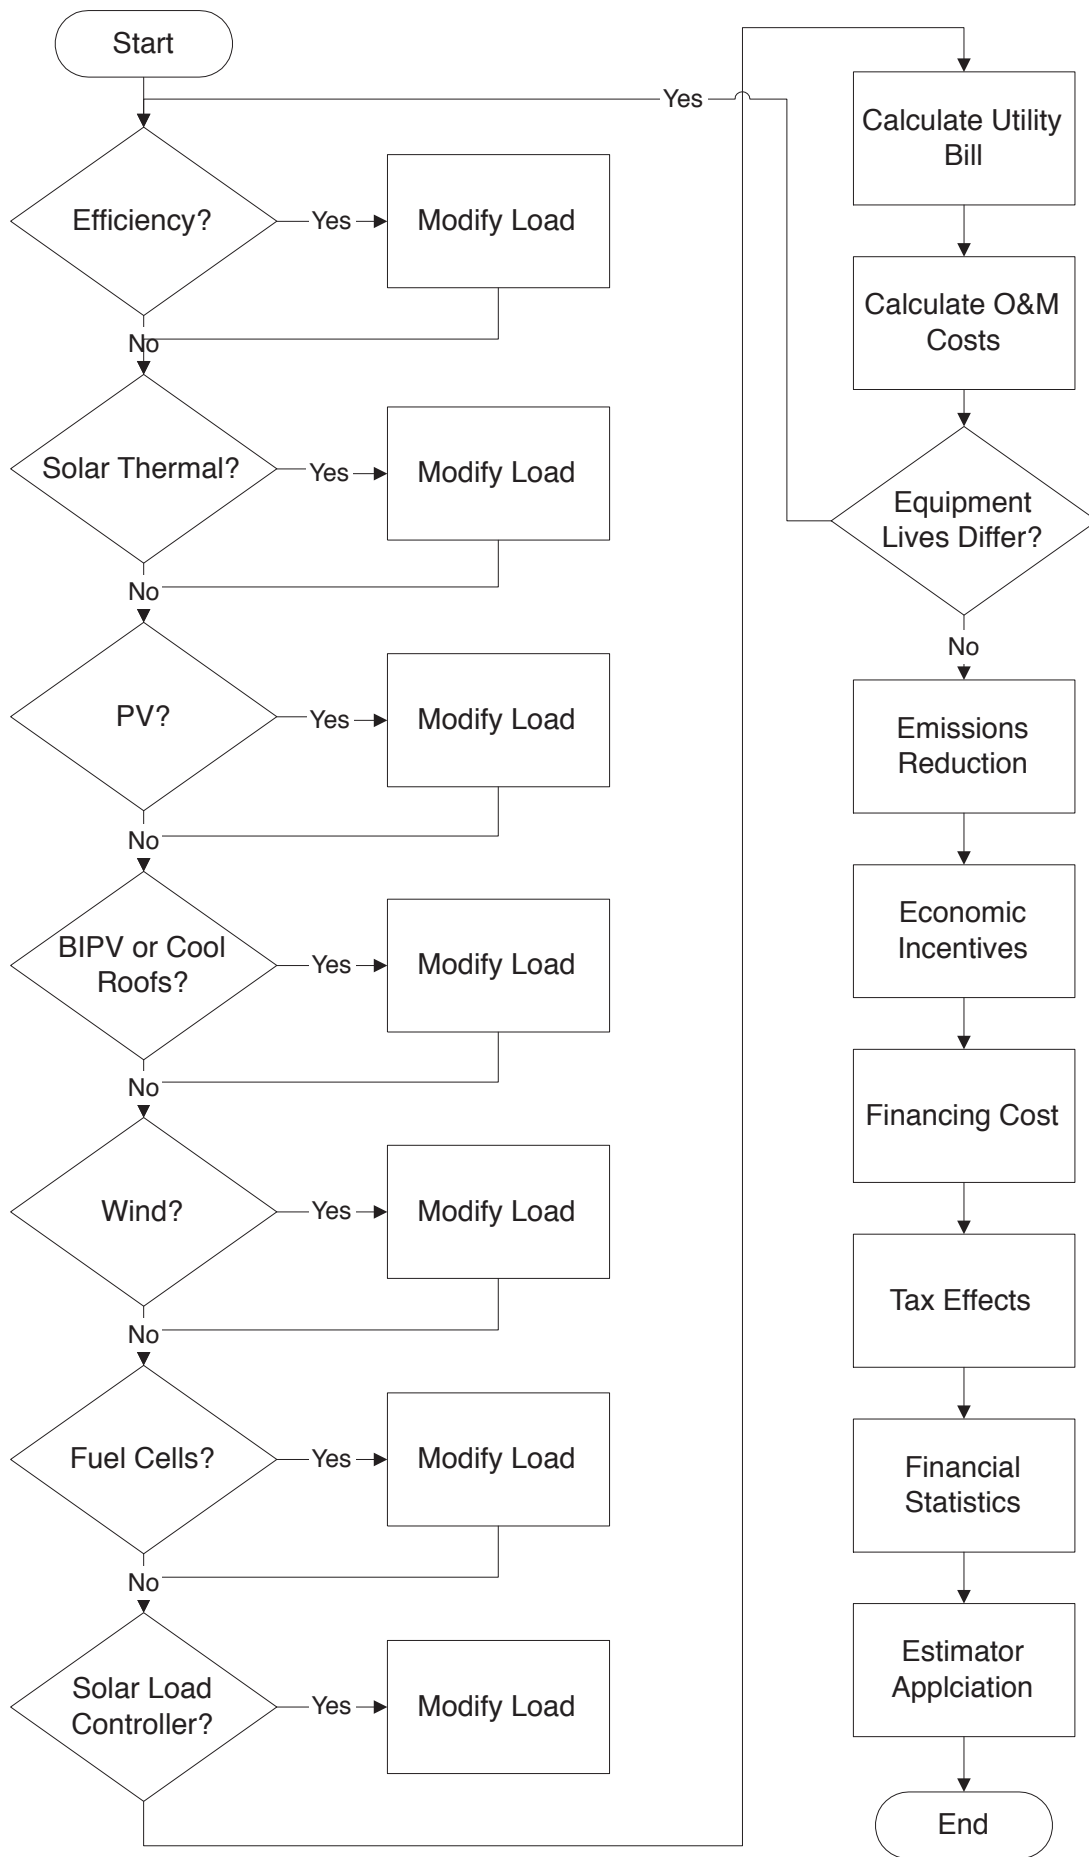 Start
Yes
Efficiency?
Yes
Modify Load
No
Solar Thermal?
Yes
Modify Load
No
PV?
Yes
Modify Load
No
BIPV or Cool
Roofs?
Yes
Modify Load
No
Wind?
Yes
Modify Load
No
Fuel Cells?
Yes
Modify Load
No
Solar Load
Controller?
Yes
Modify Load
Calculate Utility
Bill
Calculate O&M
Costs
Equipment
Lives Differ?
No
Emissions
Reduction
Economic
Incentives
Financing Cost
Tax Effects
Financial
Statistics
Estimator
Applciation
End